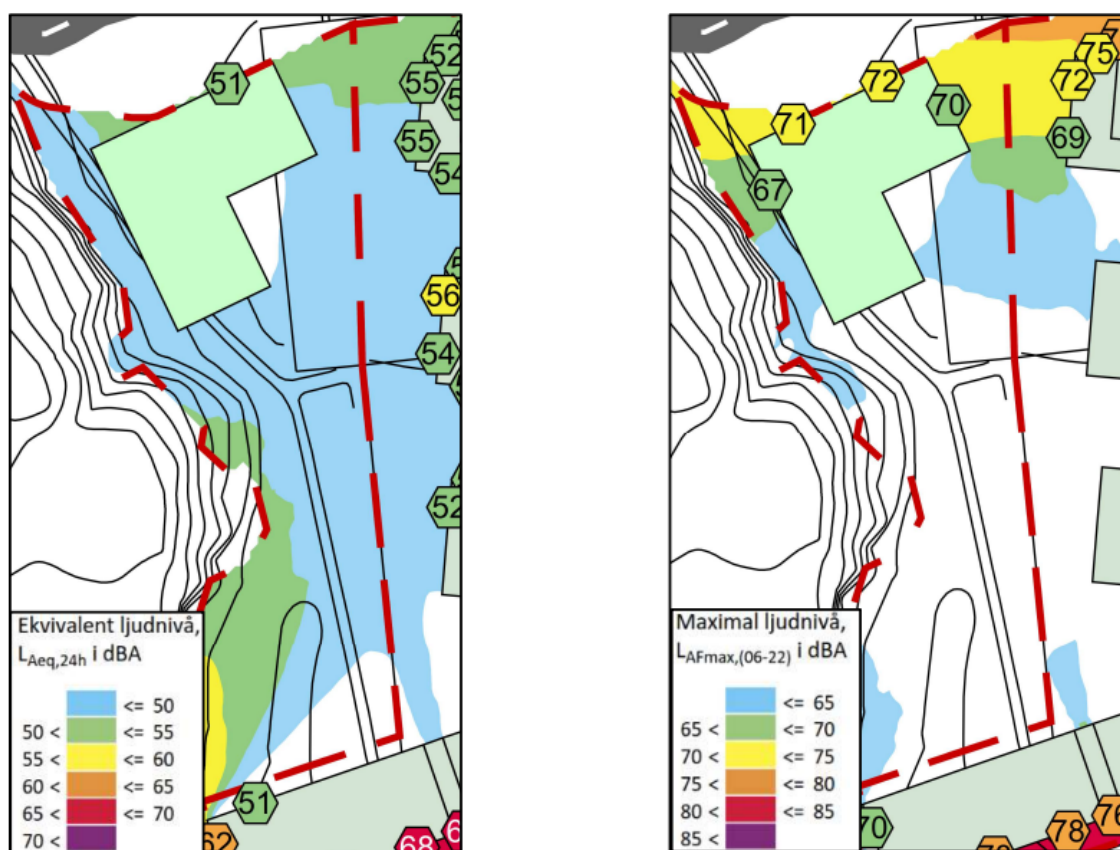 51
52
55
55
54
56
54
52
51
62
68
Ekvivalent ljudnivå,
LAeq,24h i dBA
<= 50
50 < <= 55
55 < <= 60
60 < <= 65
65 < <= 70
70 <
75
72
72
70
71
69
67
70
78
76
Maximal ljudnivå,
LAFmax,(06-22) i dBA
<= 65
65 < <= 70
70 < <= 75
75 < <= 80
80 < <= 85
85 <